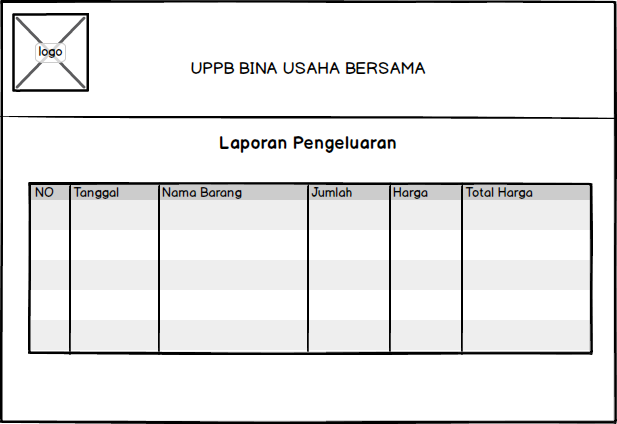 logo
UPPB BINA USAHA BERSAMA
Laporan Pengeluaran
NO Tanggal Nama Barang Jumlah Harga Total Harga